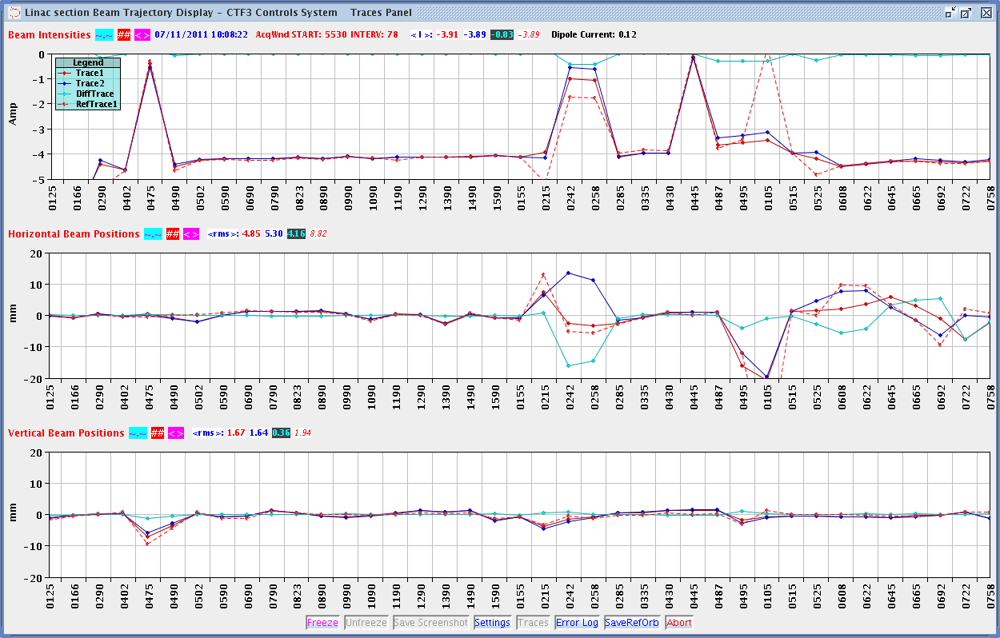 Linac section Beam Trajectory Display - CTF3 Controls System Traces Panel
Beam Intensities ~.~ ## <> 07/11/2011 10:08:22 AcqWnd START: 5530 INTERV: 78 <I>: -3.91 -3.89 -0.03 -3.89 Dipole Current: 0.12
Legend
Trace1
Trace2
DiffTrace
RefTrace1
Amp
0
-1
-2
-3
-4
-5
0125 0166 0290 0402 0475 0490 0502 0590 0690 0790 0823 0890 0990 1090 1190 1290 1390 1490 1590 0155 0215 0242 0258 0285 0335 0430 0445 0487 0495 0105 0515 0525 0608 0622 0645 0665 0692 0722 0758
Horizontal Beam Positions ~.~ ## <> <rms>: 4.85 5.30 4.16 8.82
mm
20
10
0
-10
-20
0125 0166 0290 0402 0475 0490 0502 0590 0690 0790 0823 0890 0990 1090 1190 1290 1390 1490 1590 0155 0215 0242 0258 0285 0335 0430 0445 0487 0495 0105 0515 0525 0608 0622 0645 0665 0692 0722 0758
Vertical Beam Positions ~.~ ## <> <rms>: 1.67 1.64 0.36 1.94
mm
20
10
0
-10
-20
0125 0166 0290 0402 0475 0490 0502 0590 0690 0790 0823 0890 0990 1090 1190 1290 1390 1490 1590 0155 0215 0242 0258 0285 0335 0430 0445 0487 0495 0105 0515 0525 0608 0622 0645 0665 0692 0722 0758
Freeze Unfreeze Save Screenshot Settings Traces Error Log SaveRefOrb Abort